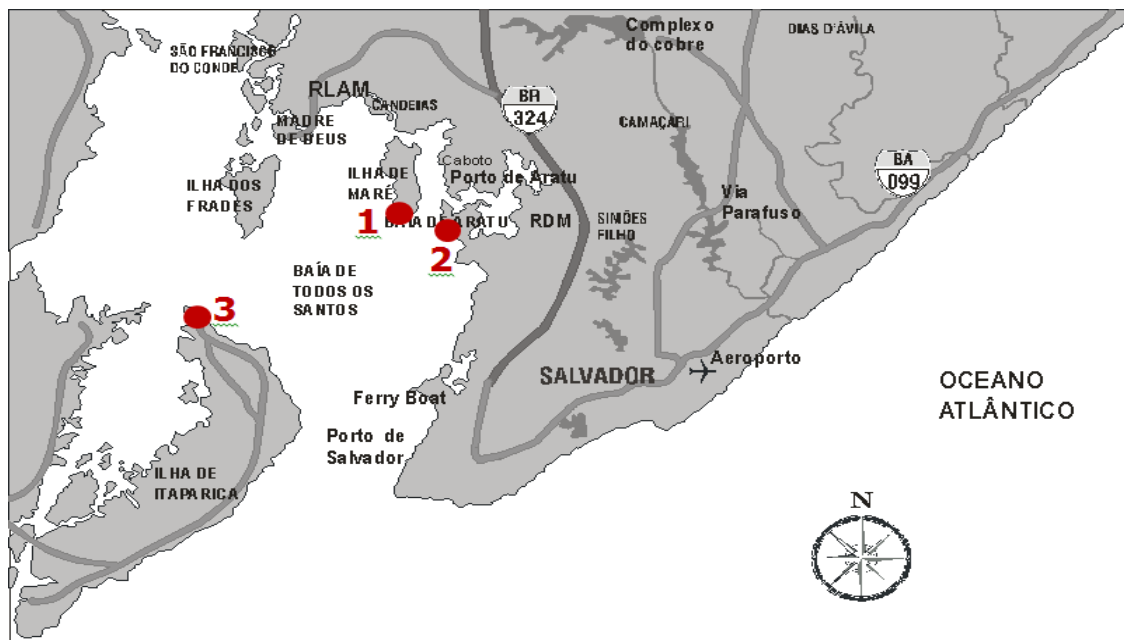 SÃO FRANCISCO
DO CONDE
Complexo
do cobre
DIAS D'ÁVILA
RLAM
CANDEIAS
BR
324
MADRE
DE DEUS
CAMAÇARI
Caboto
Porto de Aratu
BA
099
ILHA DOS
FRADES
ILHA DE
MARÉ
BAIA DE ARATU
1
2
RDM
SIMÕES
FILHO
Via
Parafuso
BAÍA DE
TODOS OS
SANTOS
3
SALVADOR
Aeroporto
Ferry Boat
Porto de
Salvador
OCEANO
ATLÂNTICO
ILHA DE
ITAPARICA
N